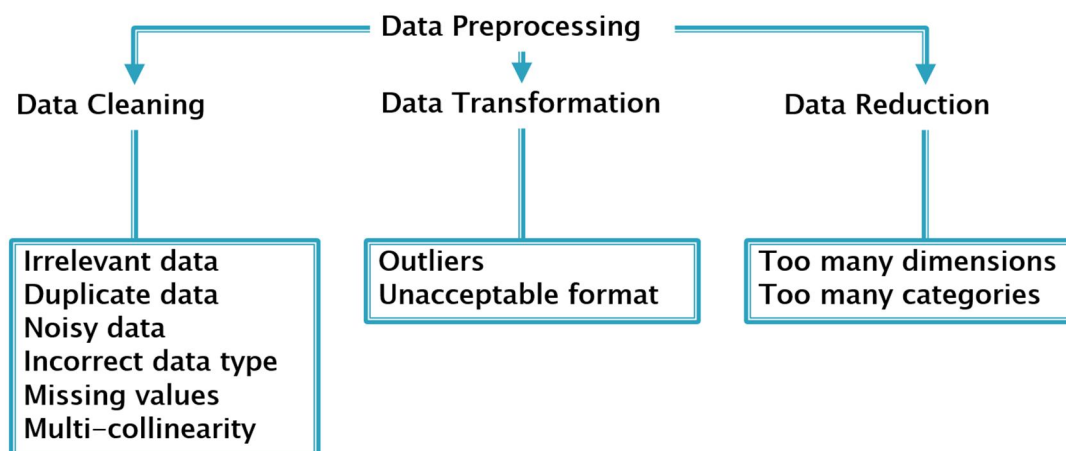 Data Preprocessing
Data Cleaning
Data Transformation
Data Reduction
Irrelevant data
Duplicate data
Noisy data
Incorrect data type
Missing values
Multi-collinearity
Outliers
Unacceptable format
Too many dimensions
Too many categories